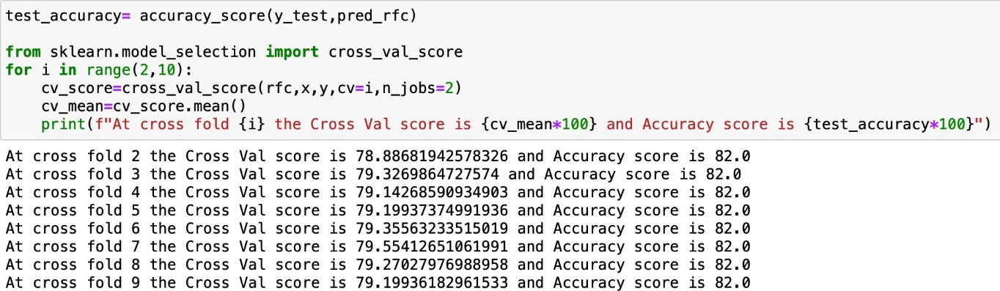 test_accuracy= accuracy_score(y_test,pred_rfc)
from sklearn.model_selection import cross_val_score
for i in range(2,10):
    cv_score=cross_val_score(rfc,x,y,cv=i,n_jobs=2)
    cv_mean=cv_score.mean()
    print(f"At cross fold {i} the Cross Val score is {cv_mean*100} and Accuracy score is {test_accuracy*100}")
At cross fold 2 the Cross Val score is 78.88681942578326 and Accuracy score is 82.0
At cross fold 3 the Cross Val score is 79.3269864727574 and Accuracy score is 82.0
At cross fold 4 the Cross Val score is 79.14268590934903 and Accuracy score is 82.0
At cross fold 5 the Cross Val score is 79.19937374991936 and Accuracy score is 82.0
At cross fold 6 the Cross Val score is 79.35563233515019 and Accuracy score is 82.0
At cross fold 7 the Cross Val score is 79.55412651061991 and Accuracy score is 82.0
At cross fold 8 the Cross Val score is 79.27027976988958 and Accuracy score is 82.0
At cross fold 9 the Cross Val score is 79.19936182961533 and Accuracy score is 82.0